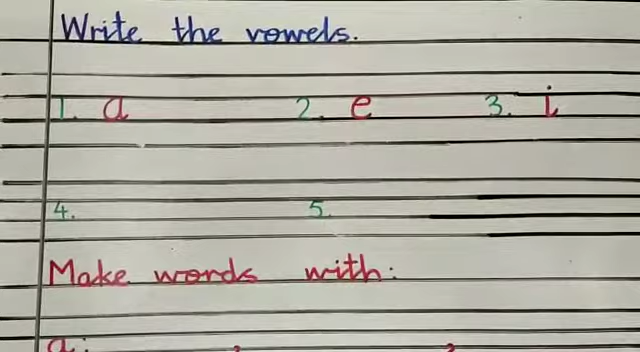 Write the vowels.
1. a 2. e 3. i
4. 5.
Make words with:
a: